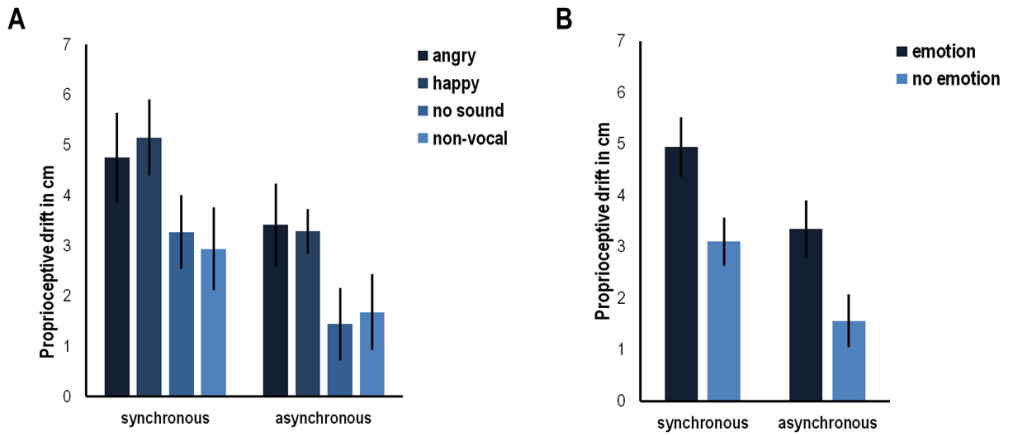 A
Proprioceptive drift in cm
7
6
5
4
3
2
1
0
synchronous
asynchronous
angry
happy
no sound
non-vocal
B
Proprioceptive drift in cm
7
6
5
4
3
2
1
0
synchronous
asynchronous
emotion
no emotion